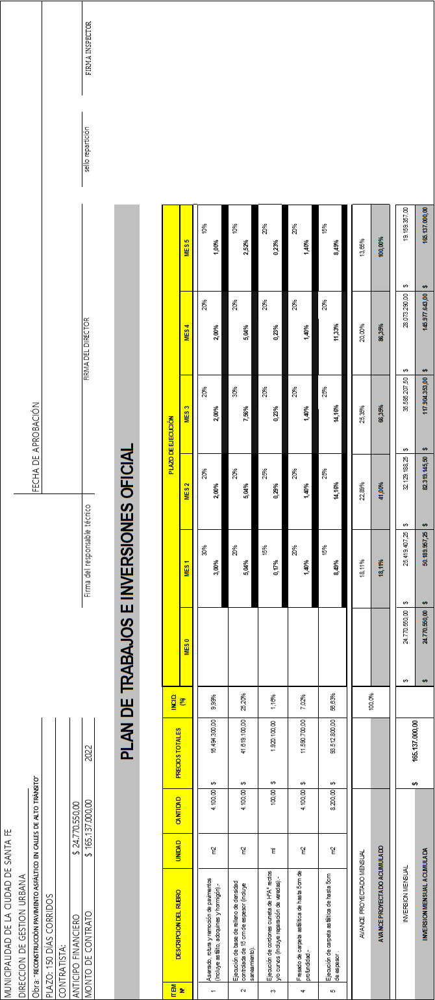 MUNICIPALIDAD DE LA CIUDAD DE SANTA FE
DIRECCION DE GESTION URBANA
Obra: "RECONSTRUCCIÓN PAVIMENTO ASFÁLTICO EN CALLES DE ALTO TRÁNSITO"
PLAZO: 150 DÍAS CORRIDOS
CONTRATISTA:
ANTICIPO FINANCIERO $ 24.770.550,00
MONTO DE CONTRATO $ 165.137.000,00 2022
FECHA DE APROBACIÓN
Firma del responsable técnico FIRMA DEL DIRECTOR sello repartición FIRMA INSPECTOR
PLAN DE TRABAJOS E INVERSIONES OFICIAL
ITEM Nº DESCRIPCION DEL RUBRO UNIDAD CANTIDAD PRECIOS TOTALES INCID. (%) PLAZO DE EJECUCIÓN
MES 0 MES 1 MES 2 MES 3 MES 4 MES 5
1 Aserrado, rotura y remoción de pavimentos (Incluye asfalto, adoquines y hormigón).- m2 4.100,00 $ 16.494.300,00 9,99% 30% 20% 20% 20% 10%
3,00% 2,00% 2,00% 2,00% 1,00%
2 Ejecución de base de relleno de densidad controlada de 15 cm de espesor (incluye saneamiento). m2 4.100,00 $ 41.619.100,00 25,20% 20% 20% 30% 20% 10%
5,04% 5,04% 7,56% 5,04% 2,52%
3 Ejecución de cordones cuneta de HºAº rectos y/o curvos (Incluye reparación de veredas).- ml 100,00 $ 1.920.100,00 1,16% 15% 25% 20% 20% 20%
0,17% 0,29% 0,23% 0,23% 0,23%
4 Fresado de carpeta asfáltica de hasta 5cm de profundidad.- m2 4.100,00 $ 11.590.700,00 7,02% 20% 20% 20% 20% 20%
1,40% 1,40% 1,40% 1,40% 1,40%
5 Ejecución de carpeta asfáltica de hasta 5cm de espesor . m2 8.200,00 $ 93.512.800,00 56,63% 15% 25% 25% 20% 15%
8,49% 14,16% 14,16% 11,33% 8,49%
AVANCE PROYECTADO MENSUAL 100,0% 18,11% 22,89% 25,35% 20,00% 13,65%
AVANCE PROYECTADO ACUMULADO 18,11% 41,00% 66,35% 86,35% 100,00%
INVERSION MENSUAL $ 165.137.000,00 $ 24.770.550,00 $ 25.419.407,25 $ 32.129.188,25 $ 35.585.207,50 $ 28.073.290,00 $ 19.159.357,00
INVERSION MENSUAL ACUMULADA $ 24.770.550,00 $ 50.189.957,25 $ 82.319.145,50 $ 117.904.353,00 $ 145.977.643,00 $ 165.137.000,00